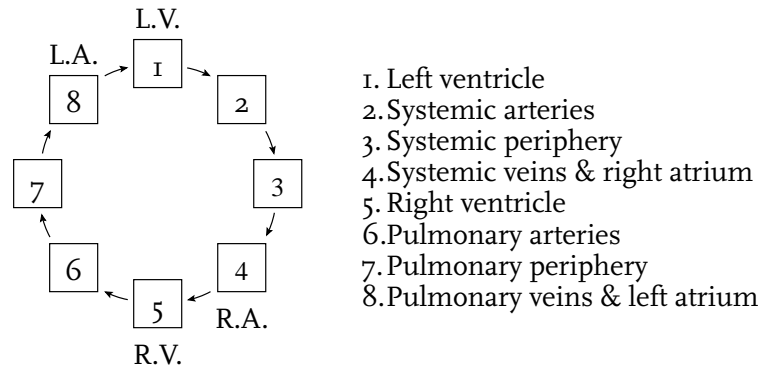 L.V.
L.A.
1
8
2
7
3
6
4
5
R.A.
R.V.
1. Left ventricle
2.Systemic arteries
3. Systemic periphery
4.Systemic veins & right atrium
5. Right ventricle
6.Pulmonary arteries
7. Pulmonary periphery
8.Pulmonary veins & left atrium